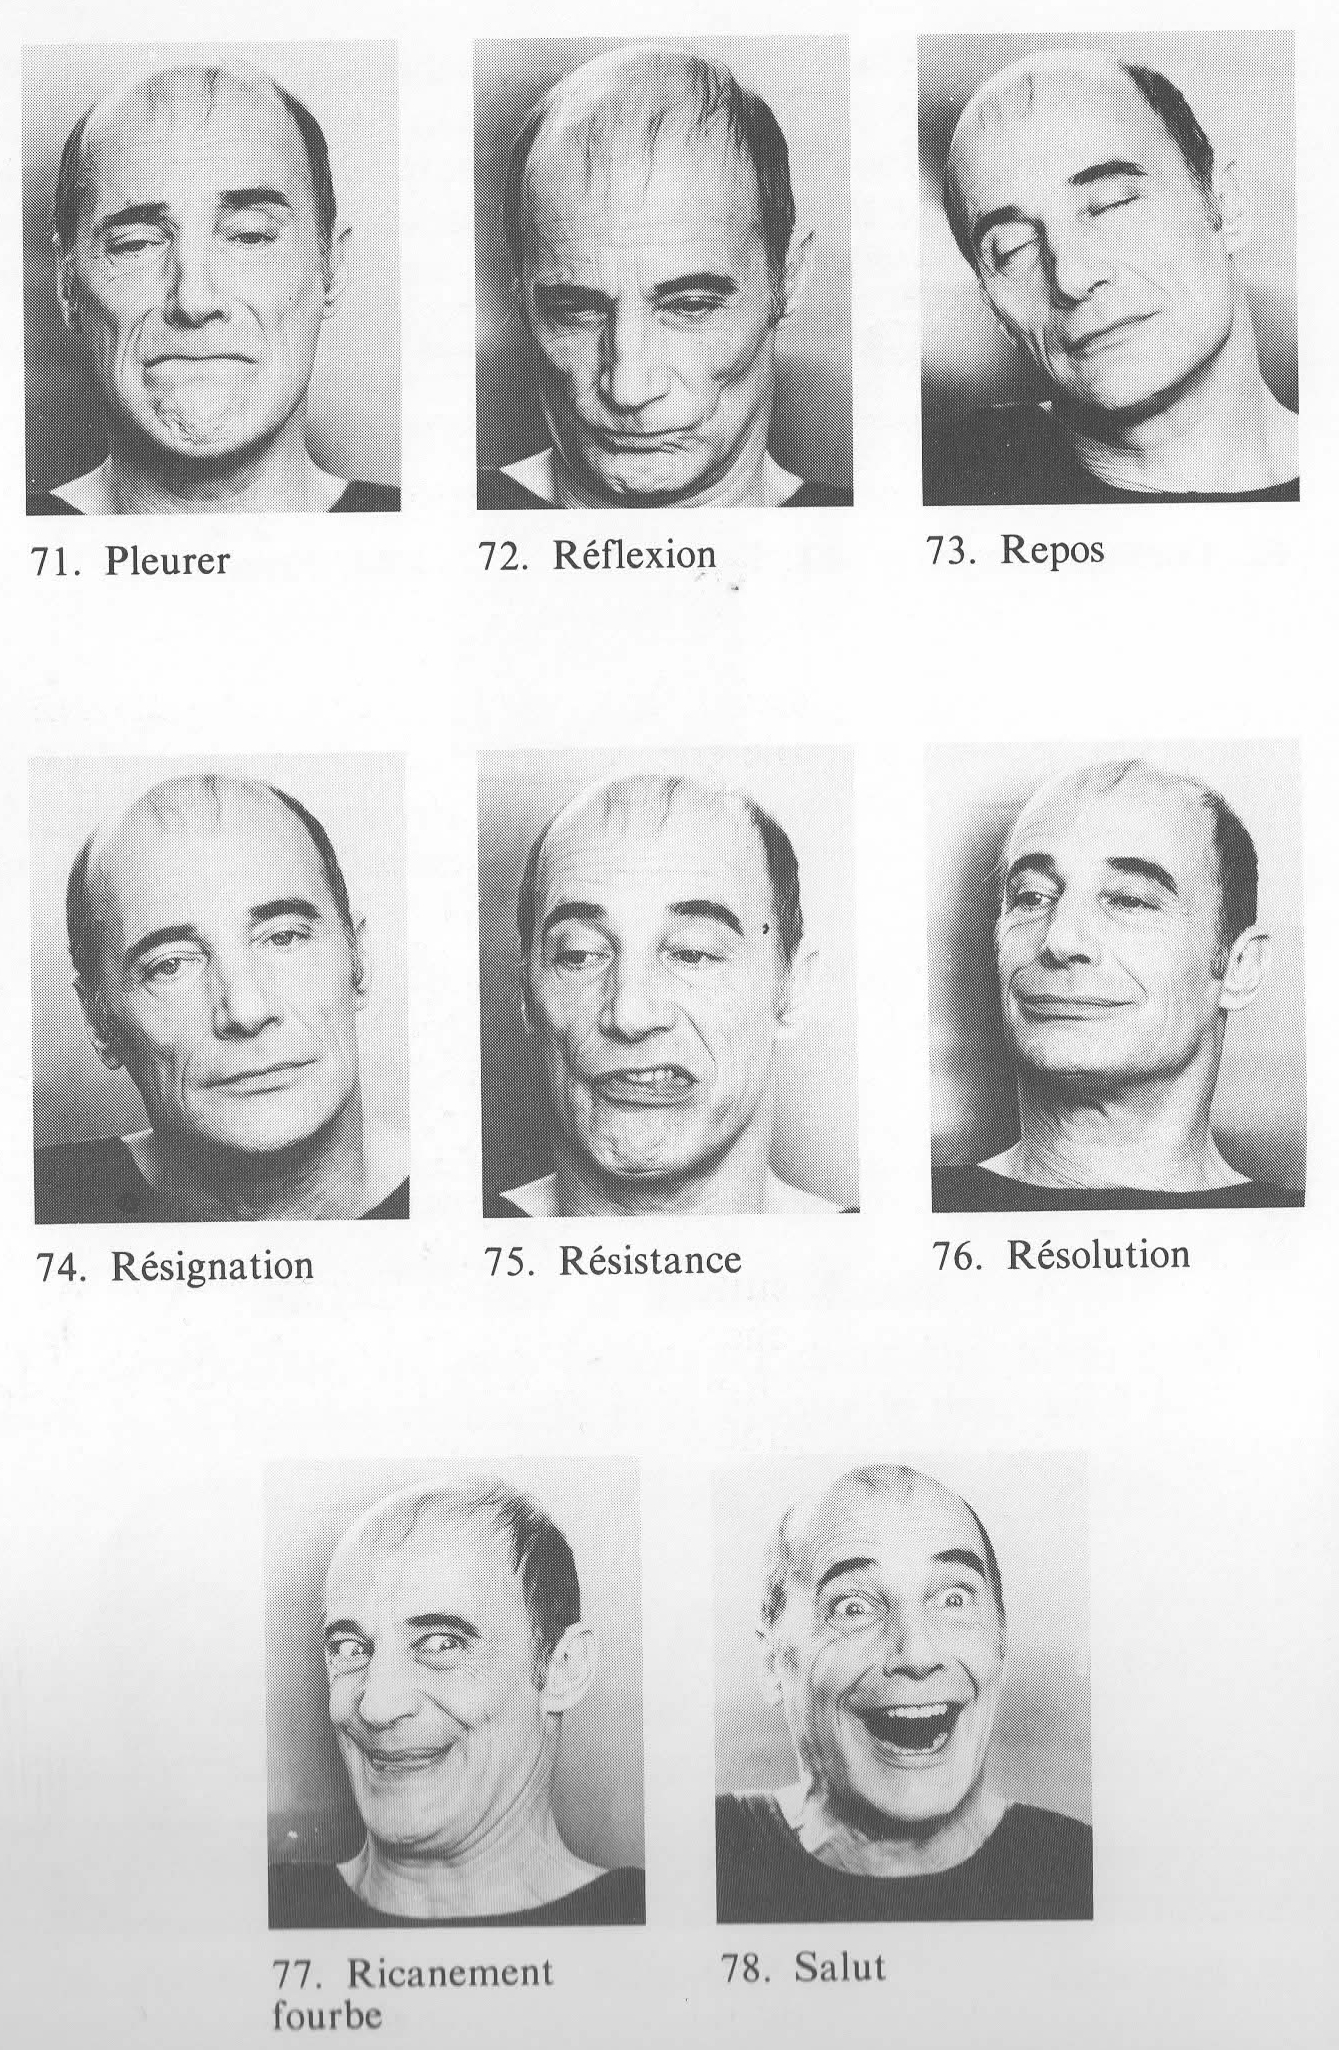 71. Pleurer
72. Réflexion
73. Repos
74. Résignation
75. Résistance
76. Résolution
77. Ricanement
fourbe
78. Salut